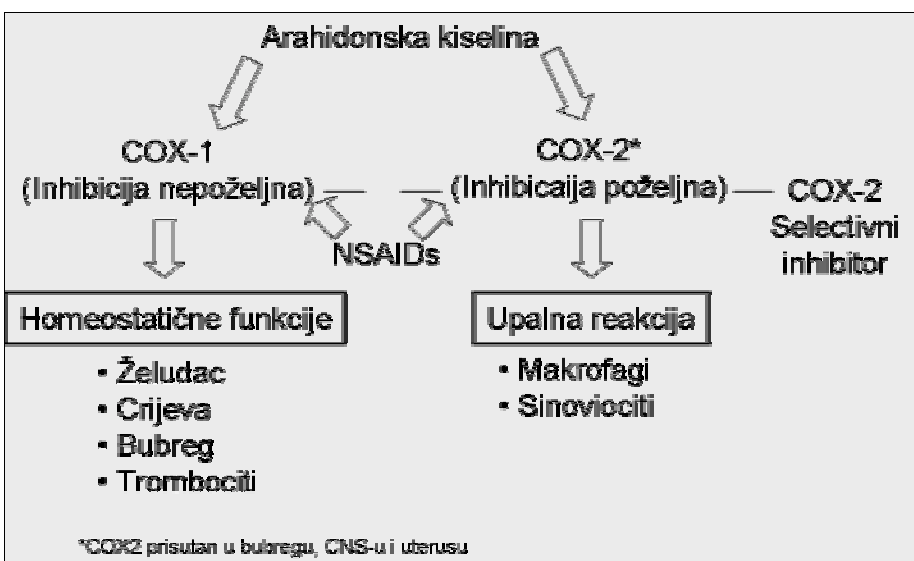 Arahidonska kiselina
COX-1
(Inhibicija nepoželjna)
COX-2*
(Inhibicaija poželjna)
COX-2
Selectivni
inhibitor
NSAIDs
Homeostatične funkcije
• Želudac
• Crijeva
• Bubreg
• Trombociti
Upalna reakcija
• Makrofagi
• Sinoviociti
*COX2 prisutan u bubregu, CNS-u i uterusu